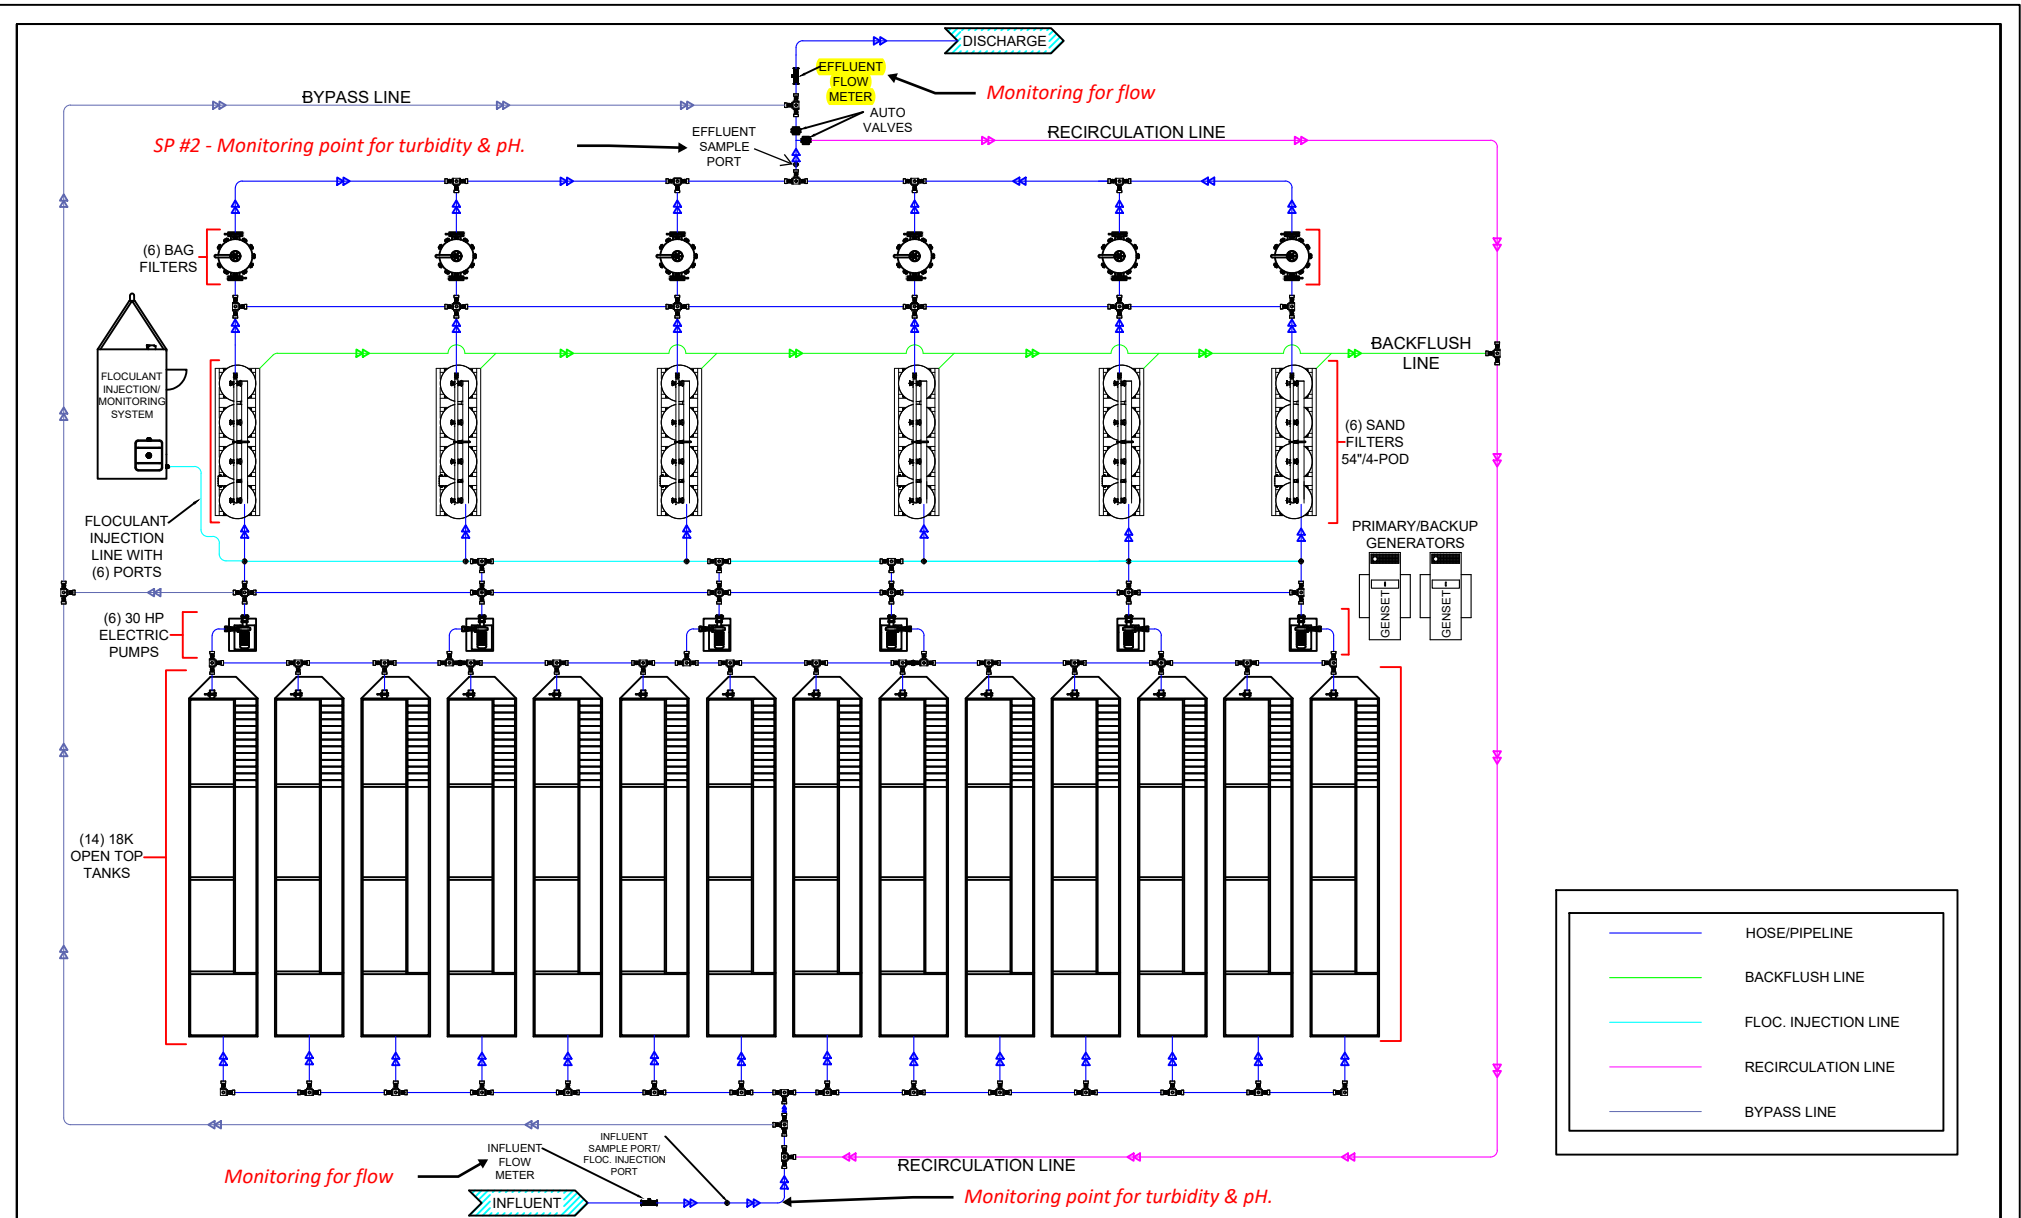 DISCHARGE
EFFLUENT
FLOW
METER
Monitoring for flow
BYPASS LINE
AUTO
VALVES
EFFLUENT
SAMPLE
PORT
RECIRCULATION LINE
SP #2 - Monitoring point for turbidity & pH.
(6) BAG
FILTERS
BACKFLUSH
LINE
FLOCULANT
INJECTION/
MONITORING
SYSTEM
(6) SAND
FILTERS
54"/4-POD
FLOCULANT
INJECTION
LINE WITH
(6) PORTS
PRIMARY/BACKUP
GENERATORS
GENSET
GENSET
(6) 30 HP
ELECTRIC
PUMPS
(14) 18K
OPEN TOP
TANKS
HOSE/PIPELINE
BACKFLUSH LINE
FLOC. INJECTION LINE
RECIRCULATION LINE
BYPASS LINE
INFLUENT
FLOW
METER
INFLUENT
SAMPLE PORT/
FLOC. INJECTION
PORT
RECIRCULATION LINE
Monitoring for flow
Monitoring point for turbidity & pH.
INFLUENT